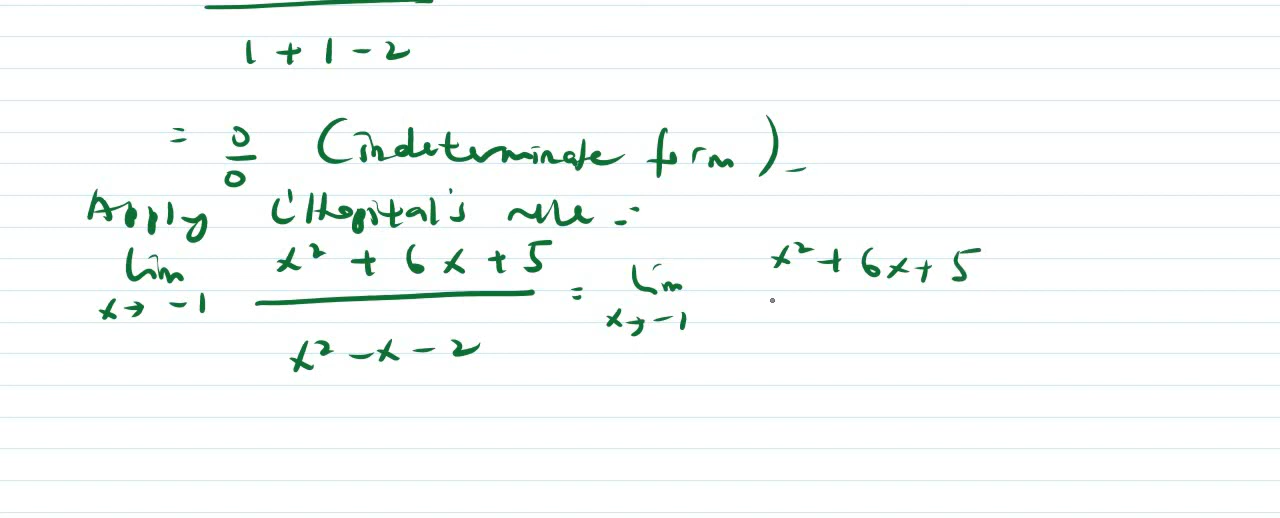 1 + 1 - 2
= 0/0 (indeterminate form).
Apply L'Hopital's rule :-
lim x→ -1 (x² + 6x + 5)/(x² - x - 2) = lim x→ -1 x² + 6x + 5